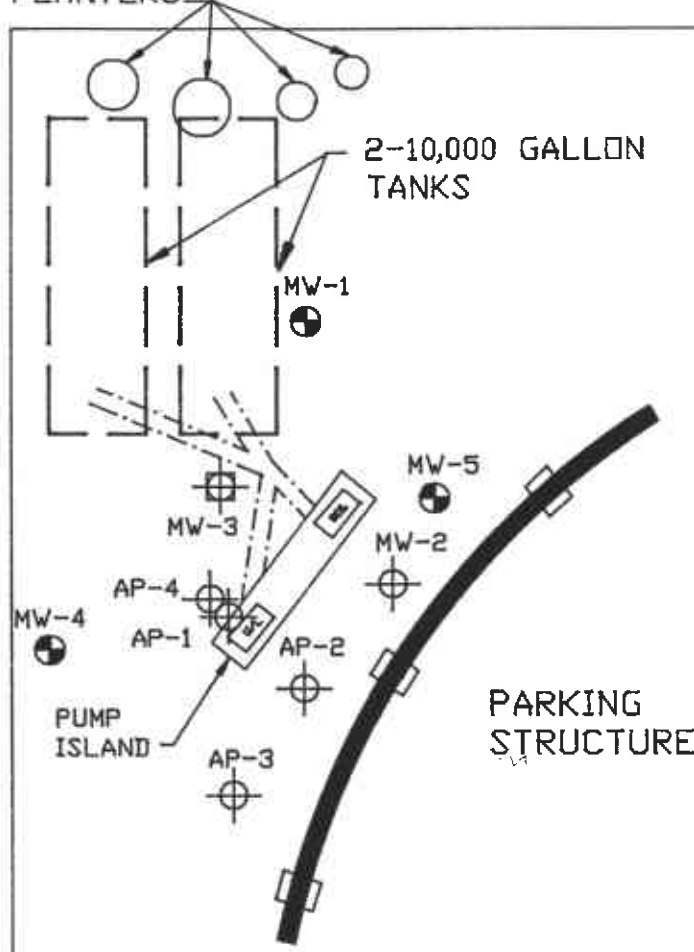 2-10,000 GALLON
TANKS
MW-1
MW-5
MW-3
MW-2
AP-4
MW-4
AP-1
AP-2
PUMP
ISLAND
PARKING
STRUCTURE
AP-3